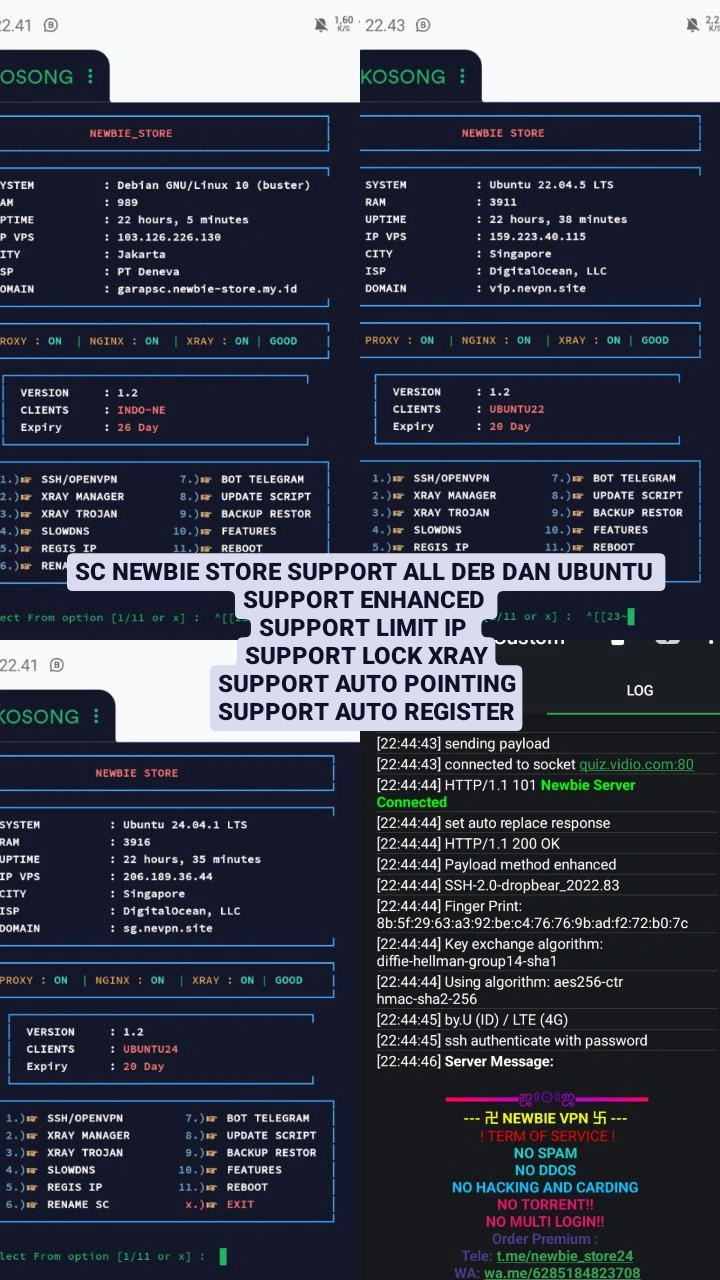 22.41
1,60
K/S
KOSONG
NEWBIE_STORE
YSTEM : Debian GNU/Linux 10 (buster)
AM : 989
PTIME : 22 hours, 5 minutes
P VPS : 103.126.226.130
ITY : Jakarta
SP : PT Deneva
OMAIN : garapsc.newbie-store.my.id
ROXY : ON | NGINX : ON | XRAY : ON | GOOD
VERSION : 1.2
CLIENTS : INDO-NE
Expiry : 26 Day
1.)☞ SSH/OPENVPN 7.)☞ BOT TELEGRAM
2.)☞ XRAY MANAGER 8.)☞ UPDATE SCRIPT
3.)☞ XRAY TROJAN 9.)☞ BACKUP RESTOR
4.)☞ SLOWDNS 10.)☞ FEATURES
5.)☞ REGIS IP 11.)☞ REBOOT
6.)☞ RENA
ect From option [1/11 or x] : ^[[2
22.43
2,2
K/S
KOSONG
NEWBIE STORE
SYSTEM : Ubuntu 22.04.5 LTS
RAM : 3911
UPTIME : 22 hours, 38 minutes
IP VPS : 159.223.40.115
CITY : Singapore
ISP : DigitalOcean, LLC
DOMAIN : vip.nevpn.site
PROXY : ON | NGINX : ON | XRAY : ON | GOOD
VERSION : 1.2
CLIENTS : UBUNTU22
Expiry : 20 Day
1.)☞ SSH/OPENVPN 7.)☞ BOT TELEGRAM
2.)☞ XRAY MANAGER 8.)☞ UPDATE SCRIPT
3.)☞ XRAY TROJAN 9.)☞ BACKUP RESTOR
4.)☞ SLOWDNS 10.)☞ FEATURES
5.)☞ REGIS IP 11.)☞ REBOOT
/11 or x] : ^[[23~
SC NEWBIE STORE SUPPORT ALL DEB DAN UBUNTU
SUPPORT ENHANCED
SUPPORT LIMIT IP
SUPPORT LOCK XRAY
SUPPORT AUTO POINTING
SUPPORT AUTO REGISTER
22.41
KOSONG
NEWBIE STORE
SYSTEM : Ubuntu 24.04.1 LTS
RAM : 3916
UPTIME : 22 hours, 35 minutes
IP VPS : 206.189.36.44
CITY : Singapore
ISP : DigitalOcean, LLC
DOMAIN : sg.nevpn.site
PROXY : ON | NGINX : ON | XRAY : ON | GOOD
VERSION : 1.2
CLIENTS : UBUNTU24
Expiry : 20 Day
1.)☞ SSH/OPENVPN 7.)☞ BOT TELEGRAM
2.)☞ XRAY MANAGER 8.)☞ UPDATE SCRIPT
3.)☞ XRAY TROJAN 9.)☞ BACKUP RESTOR
4.)☞ SLOWDNS 10.)☞ FEATURES
5.)☞ REGIS IP 11.)☞ REBOOT
6.)☞ RENAME SC x.)☞ EXIT
lect From option [1/11 or x] :
Custom
LOG
[22:44:43] sending payload
[22:44:43] connected to socket quiz.vidio.com:80
[22:44:44] HTTP/1.1 101 Newbie Server
Connected
[22:44:44] set auto replace response
[22:44:44] HTTP/1.1 200 OK
[22:44:44] Payload method enhanced
[22:44:44] SSH-2.0-dropbear_2022.83
[22:44:44] Finger Print:
8b:5f:29:63:a3:92:be:c4:76:76:9b:ad:f2:72:b0:7c
[22:44:44] Key exchange algorithm:
diffie-hellman-group14-sha1
[22:44:44] Using algorithm: aes256-ctr
hmac-sha2-256
[22:44:45] by.U (ID) / LTE (4G)
[22:44:45] ssh authenticate with password
[22:44:46] Server Message:
--- 卍 NEWBIE VPN 卐 ---
! TERM OF SERVICE !
NO SPAM
NO DDOS
NO HACKING AND CARDING
NO TORRENT!!
NO MULTI LOGIN!!
Order Premium :
Tele: t.me/newbie_store24
WA: wa.me/6285184823708